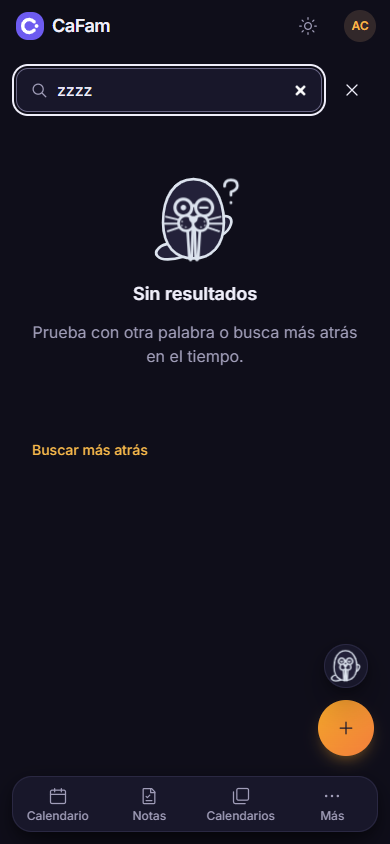 CaFam
AC
zzzz
?
Sin resultados
Prueba con otra palabra o busca más atrás
en el tiempo.
Buscar más atrás
Calendario
Notas
Calendarios
Más